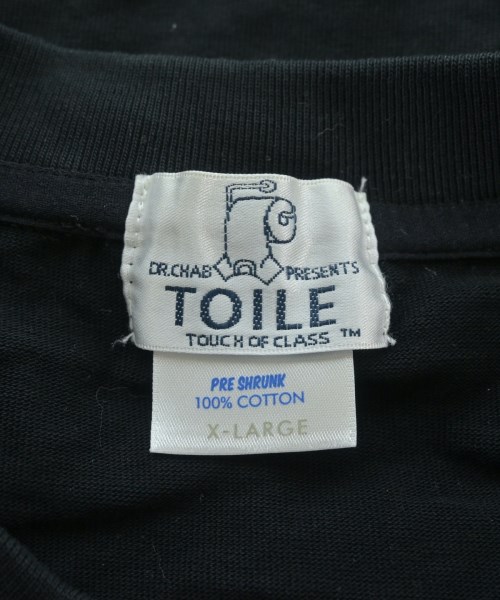 DR.CHAB PRESENTS
TOILE
TOUCH OF CLASS ™
PRE SHRUNK
100% COTTON
X-LARGE